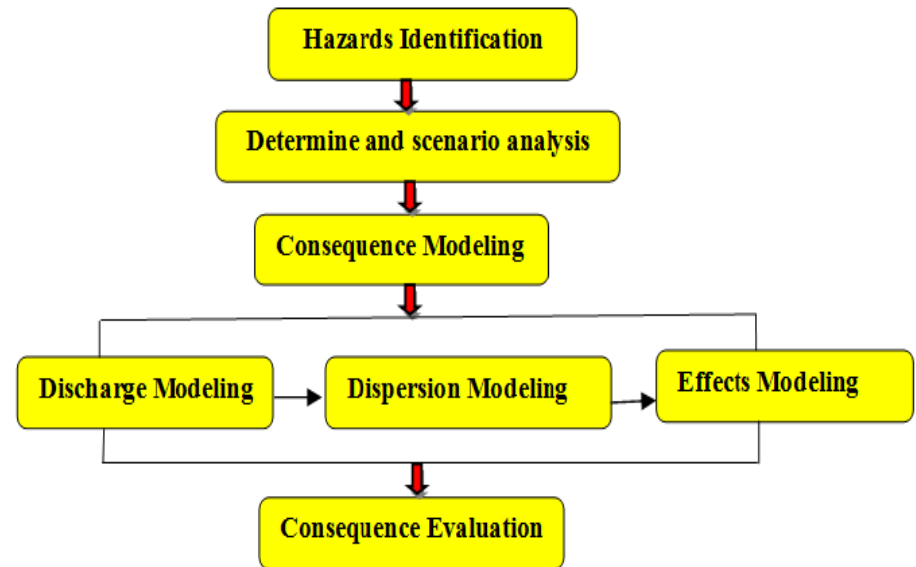 Hazards Identification
Determine and scenario analysis
Consequence Modeling
Discharge Modeling
Dispersion Modeling
Effects Modeling
Consequence Evaluation